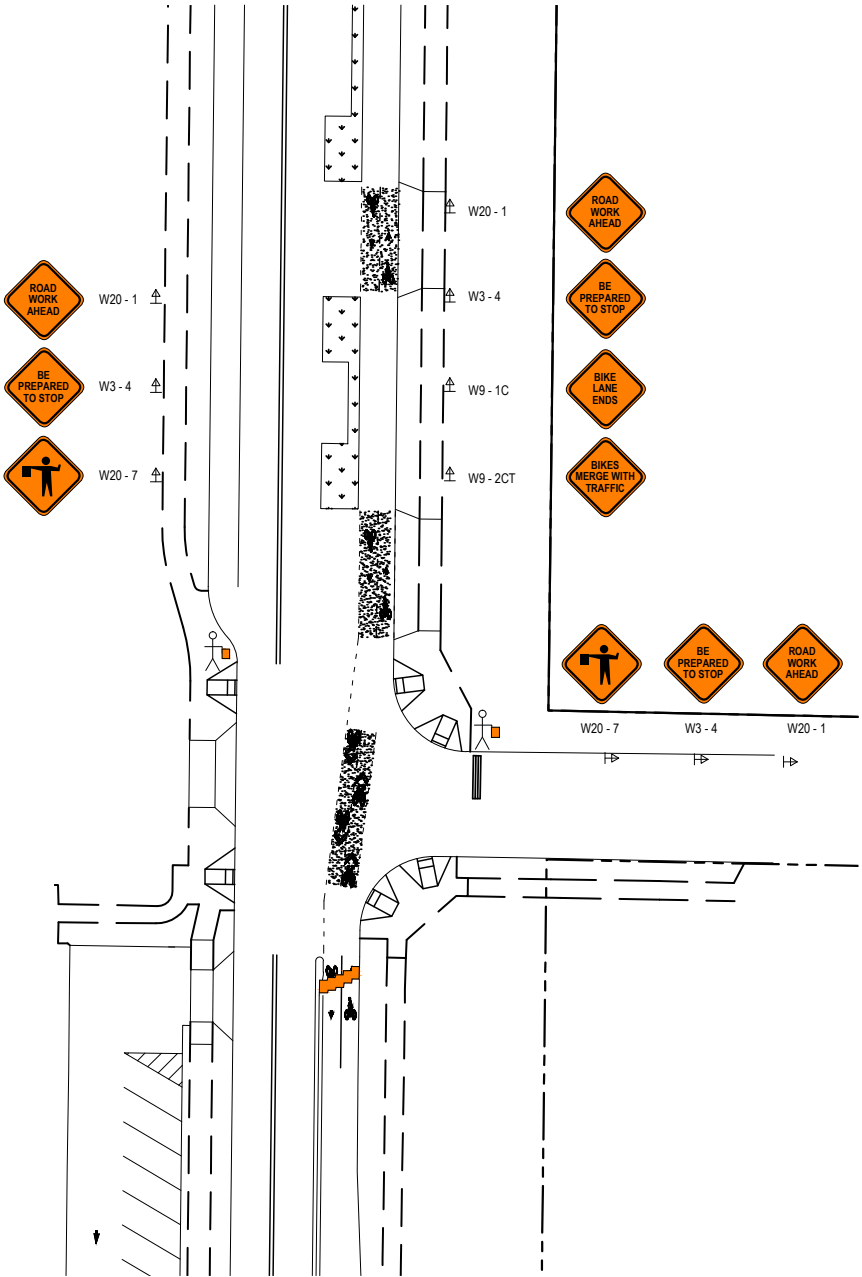 W20 - 1
ROAD
WORK
AHEAD
W3 - 4
BE
PREPARED
TO STOP
ROAD
WORK
AHEAD
W20 - 1
BE
PREPARED
TO STOP
W3 - 4
W9 - 1C
BIKE
LANE
ENDS
W20 - 7
W9 - 2CT
BIKES
MERGE WITH
TRAFFIC
BE
PREPARED
TO STOP
ROAD
WORK
AHEAD
W20 - 7
W3 - 4
W20 - 1